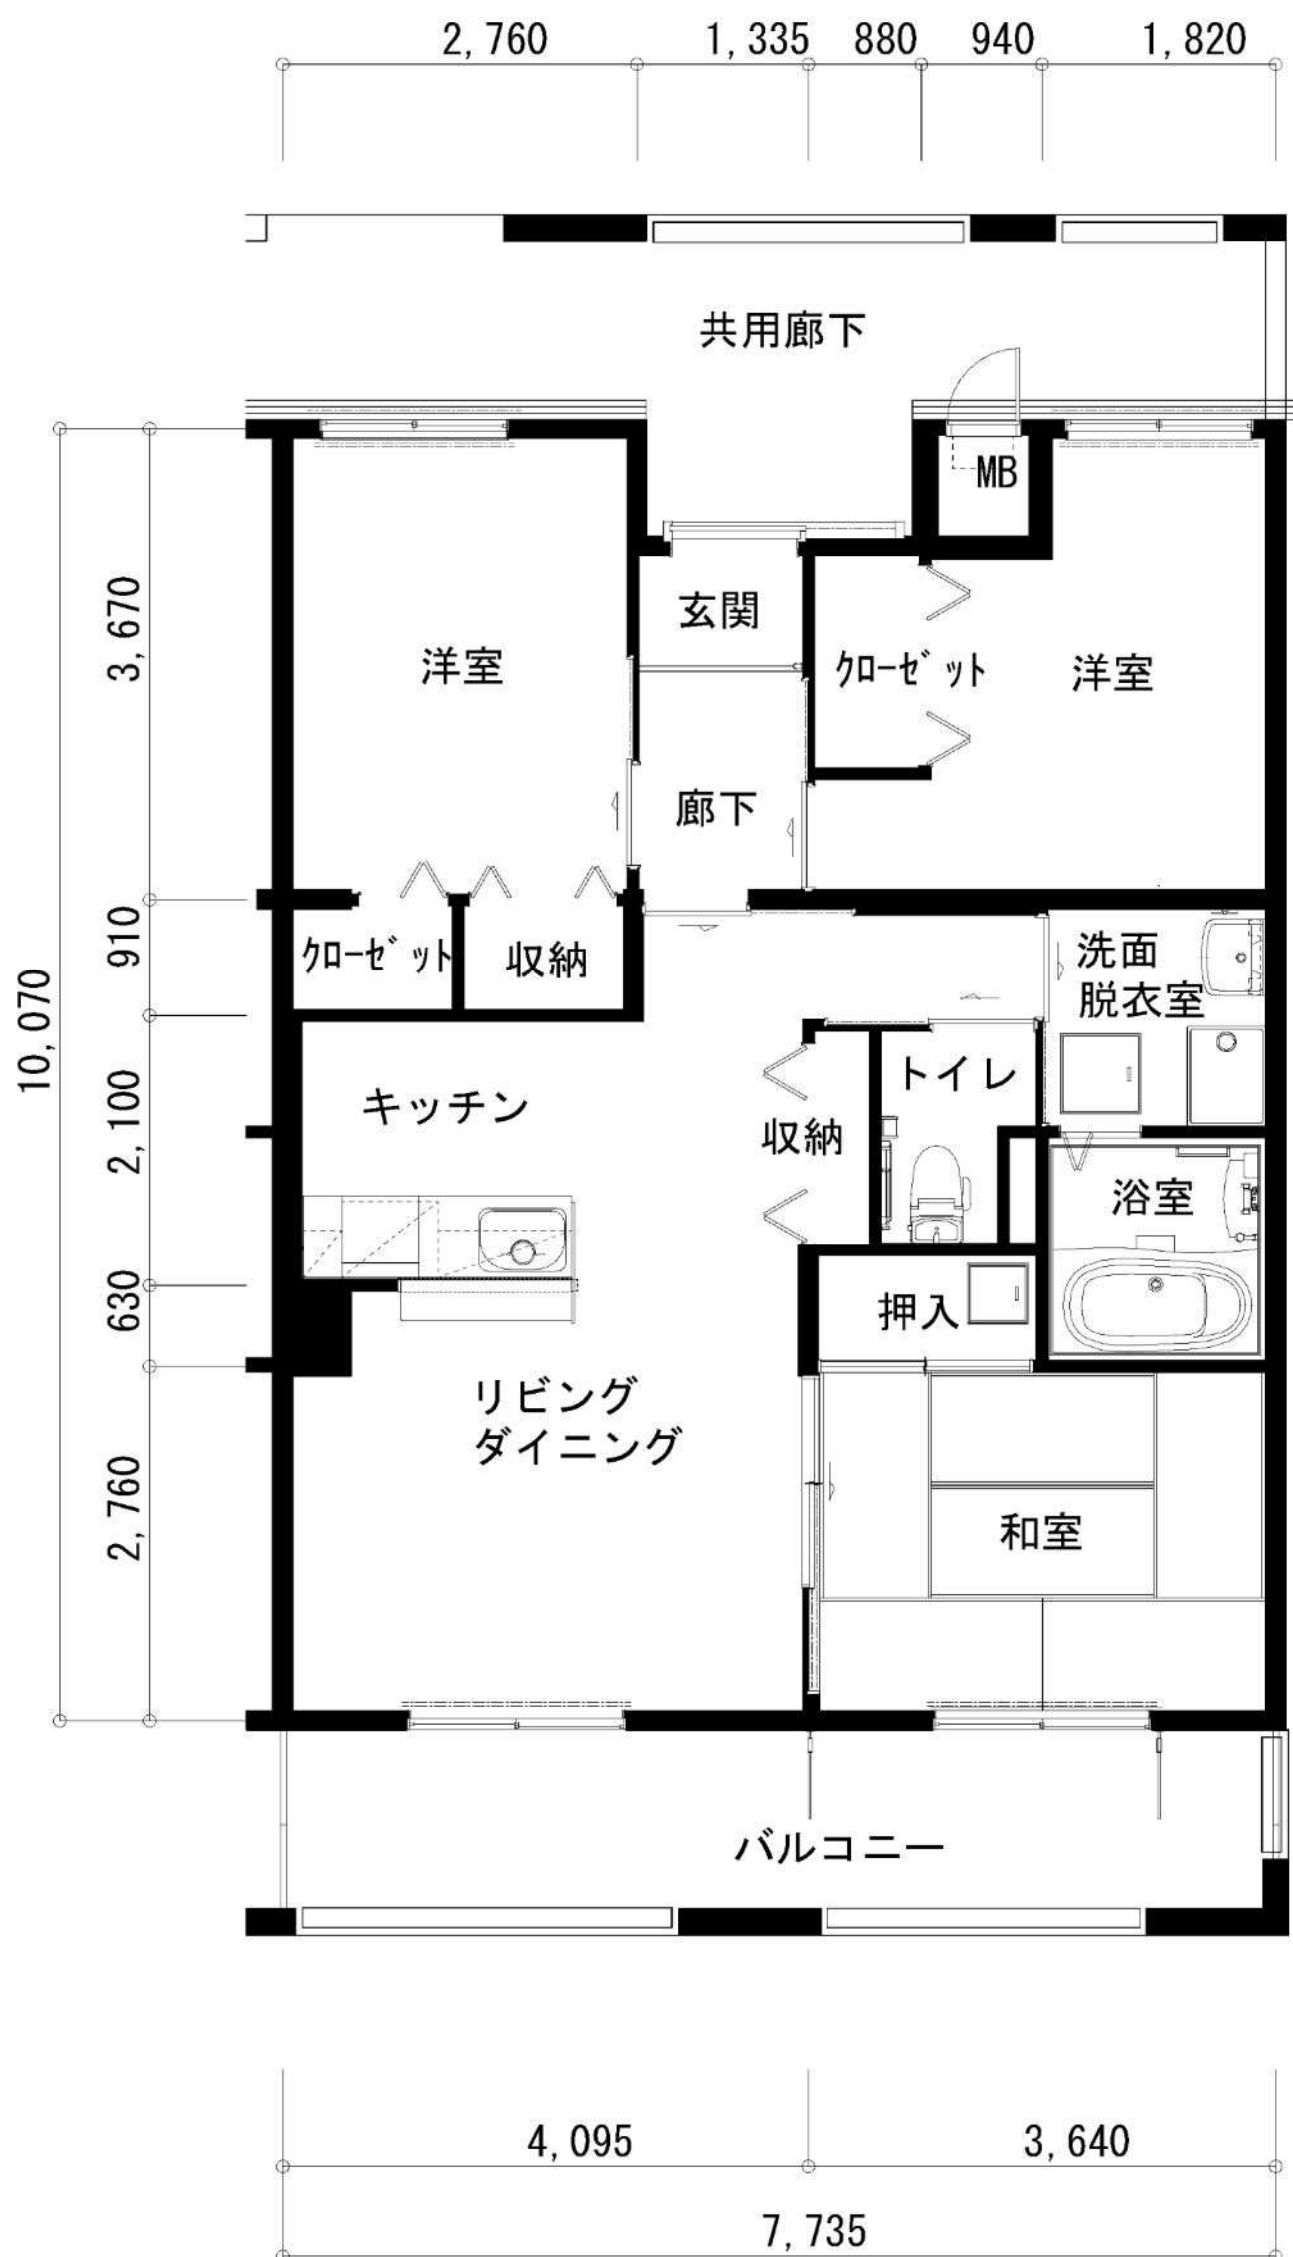 2,760
1,335
880
940
1,820
共用廊下
MB
玄関
洋室
クローゼット
洋室
廊下
3,670
910
10,070
2,100
630
2,760
クローゼット
収納
洗面
脱衣室
キッチン
トイレ
収納
浴室
押入
リビング
ダイニング
和室
バルコニー
4,095
3,640
7,735